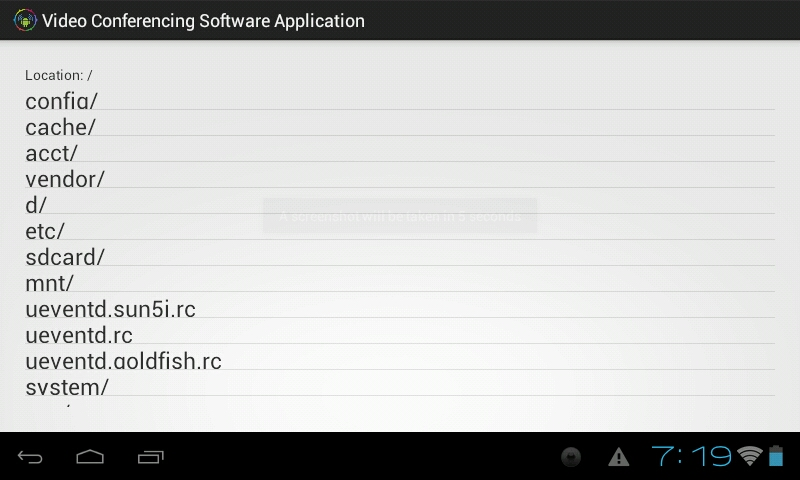 Video Conferencing Software Application
Location: /
config/
cache/
acct/
vendor/
d/
A screenshot will be taken in 5 seconds
etc/
sdcard/
mnt/
ueventd.sun5i.rc
ueventd.rc
ueventd.goldfish.rc
system/
7:19